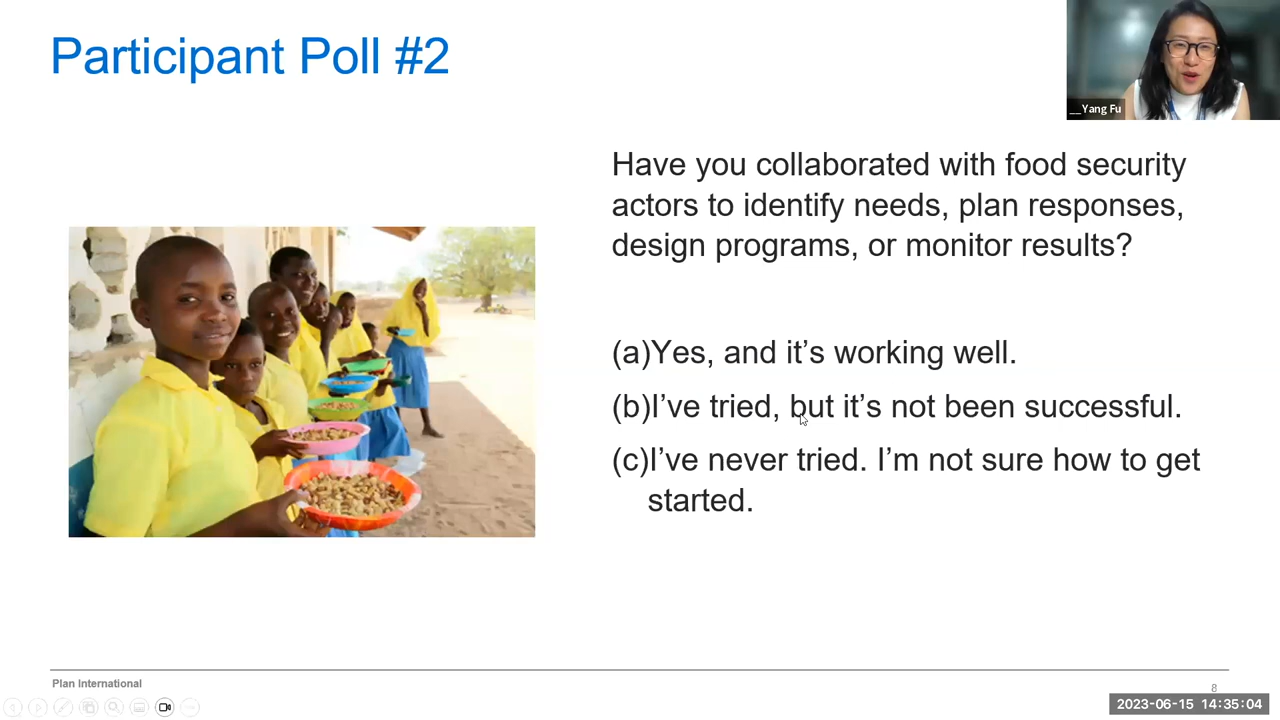 Participant Poll #2
__Yang Fu
Have you collaborated with food security
actors to identify needs, plan responses,
design programs, or monitor results?
(a)Yes, and it’s working well.
(b)I’ve tried, but it’s not been successful.
(c)I’ve never tried. I’m not sure how to get
started.
Plan International
8
2023-06-15 14:35:04